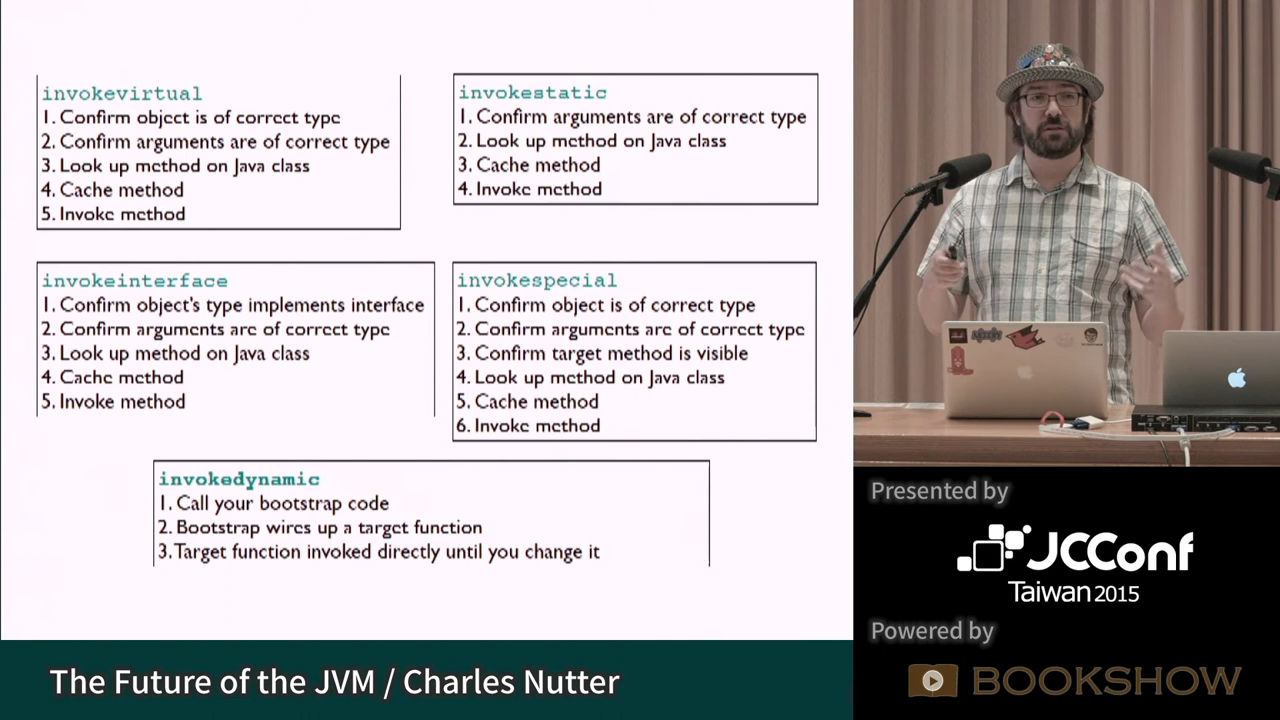 invokevirtual
1. Confirm object is of correct type
2. Confirm arguments are of correct type
3. Look up method on Java class
4. Cache method
5. Invoke method
invokestatic
1. Confirm arguments are of correct type
2. Look up method on Java class
3. Cache method
4. Invoke method
invokeinterface
1. Confirm object's type implements interface
2. Confirm arguments are of correct type
3. Look up method on Java class
4. Cache method
5. Invoke method
invokespecial
1. Confirm object is of correct type
2. Confirm arguments are of correct type
3. Confirm target method is visible
4. Look up method on Java class
5. Cache method
6. Invoke method
invokedynamic
1. Call your bootstrap code
2. Bootstrap wires up a target function
3. Target function invoked directly until you change it
Presented by
JCConf
Taiwan 2015
Powered by
BOOKSHOW
The Future of the JVM / Charles Nutter